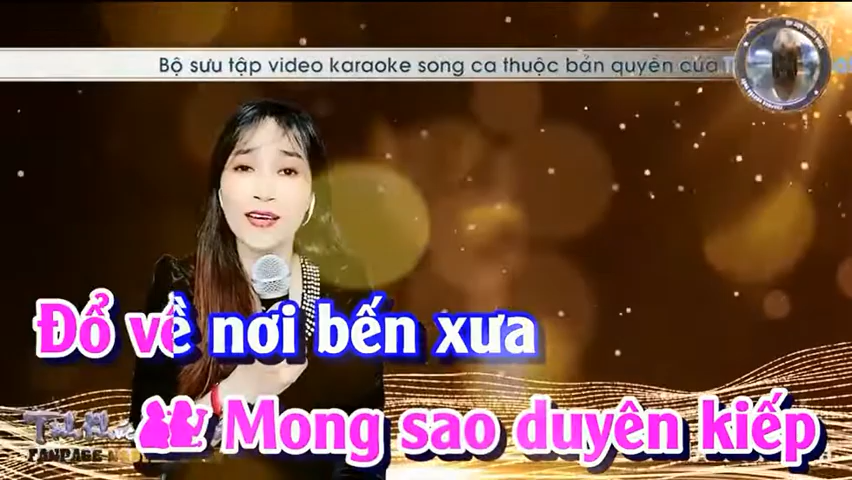 Bộ sưu tập video karaoke song ca thuộc bản quyền của
Đổ về nơi bến xưa
Mong sao duyên kiếp
FANPAGE